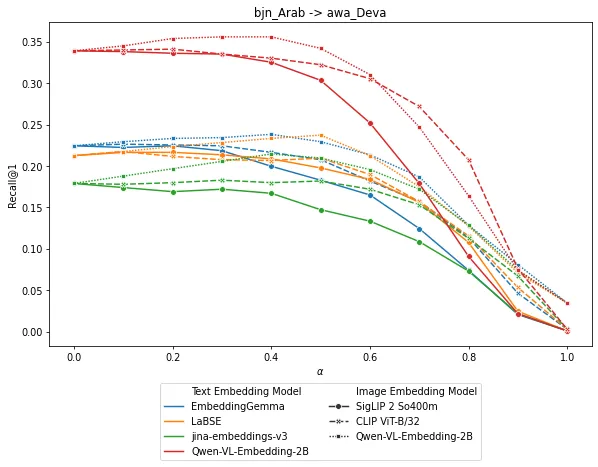 bjn_Arab -> awa_Deva
Recall@1
0.35
0.30
0.25
0.20
0.15
0.10
0.05
0.00
0.0 0.2 0.4 0.6 0.8 1.0
α
Text Embedding Model
EmbeddingGemma
LaBSE
jina-embeddings-v3
Qwen-VL-Embedding-2B
Image Embedding Model
SigLIP 2 So400m
CLIP ViT-B/32
Qwen-VL-Embedding-2B